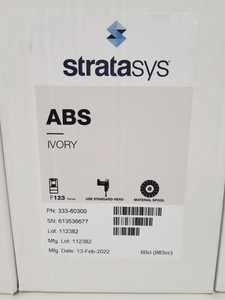 stratasys
ABS
IVORY
F123 Series
USE STANDARD HEAD
MATERIAL SPOOL
PN: 333-60300
SN: 613536677
Lot: 112382
Mfg. Lot: 112382
Mfg. Date: 13-Feb-2022
60ci (983cc)